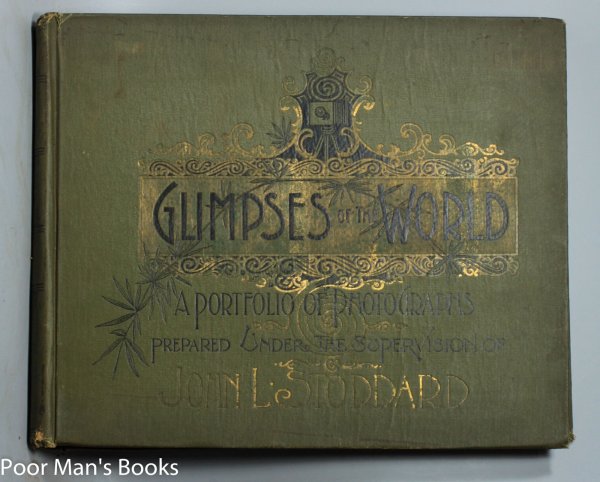 GLIMPSES OF THE WORLD
A PORTFOLIO OF PHOTOGRAPHS
PREPARED UNDER THE SUPERVISION OF
JOHN L. STODDARD
Poor Man's Books